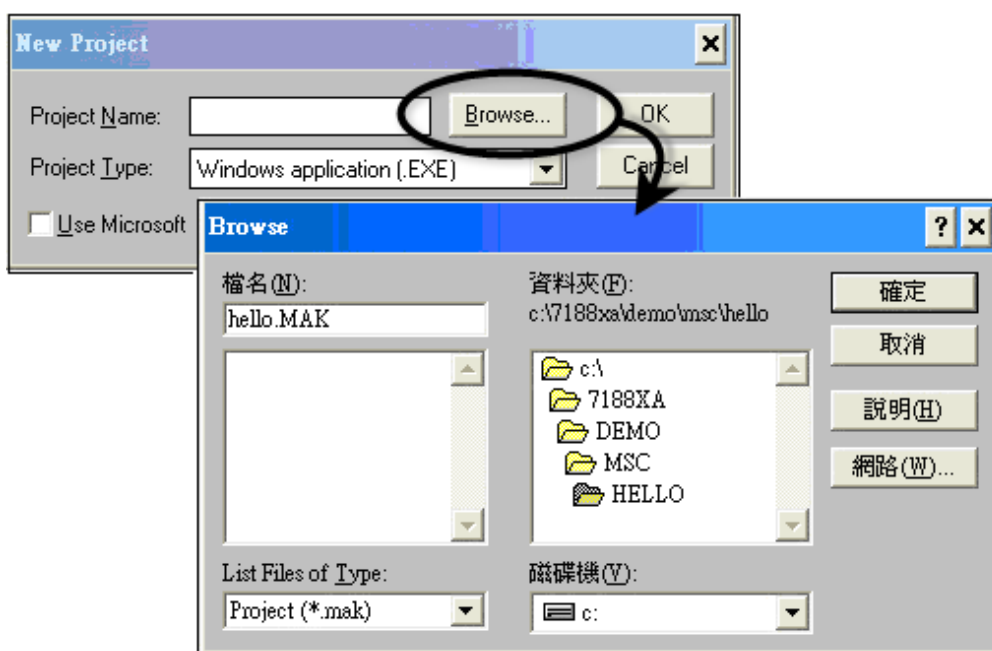 New Project
Project Name:
Browse...
OK
Project Type:
Windows application (.EXE)
Cancel
Use Microsoft
Browse
檔名(N):
hello.MAK
資料夾(F):
c:\7188xa\demo\msc\hello
c:\
7188XA
DEMO
MSC
HELLO
確定
取消
說明(H)
網路(W)...
List Files of Type:
Project (*.mak)
磁碟機(V):
c: